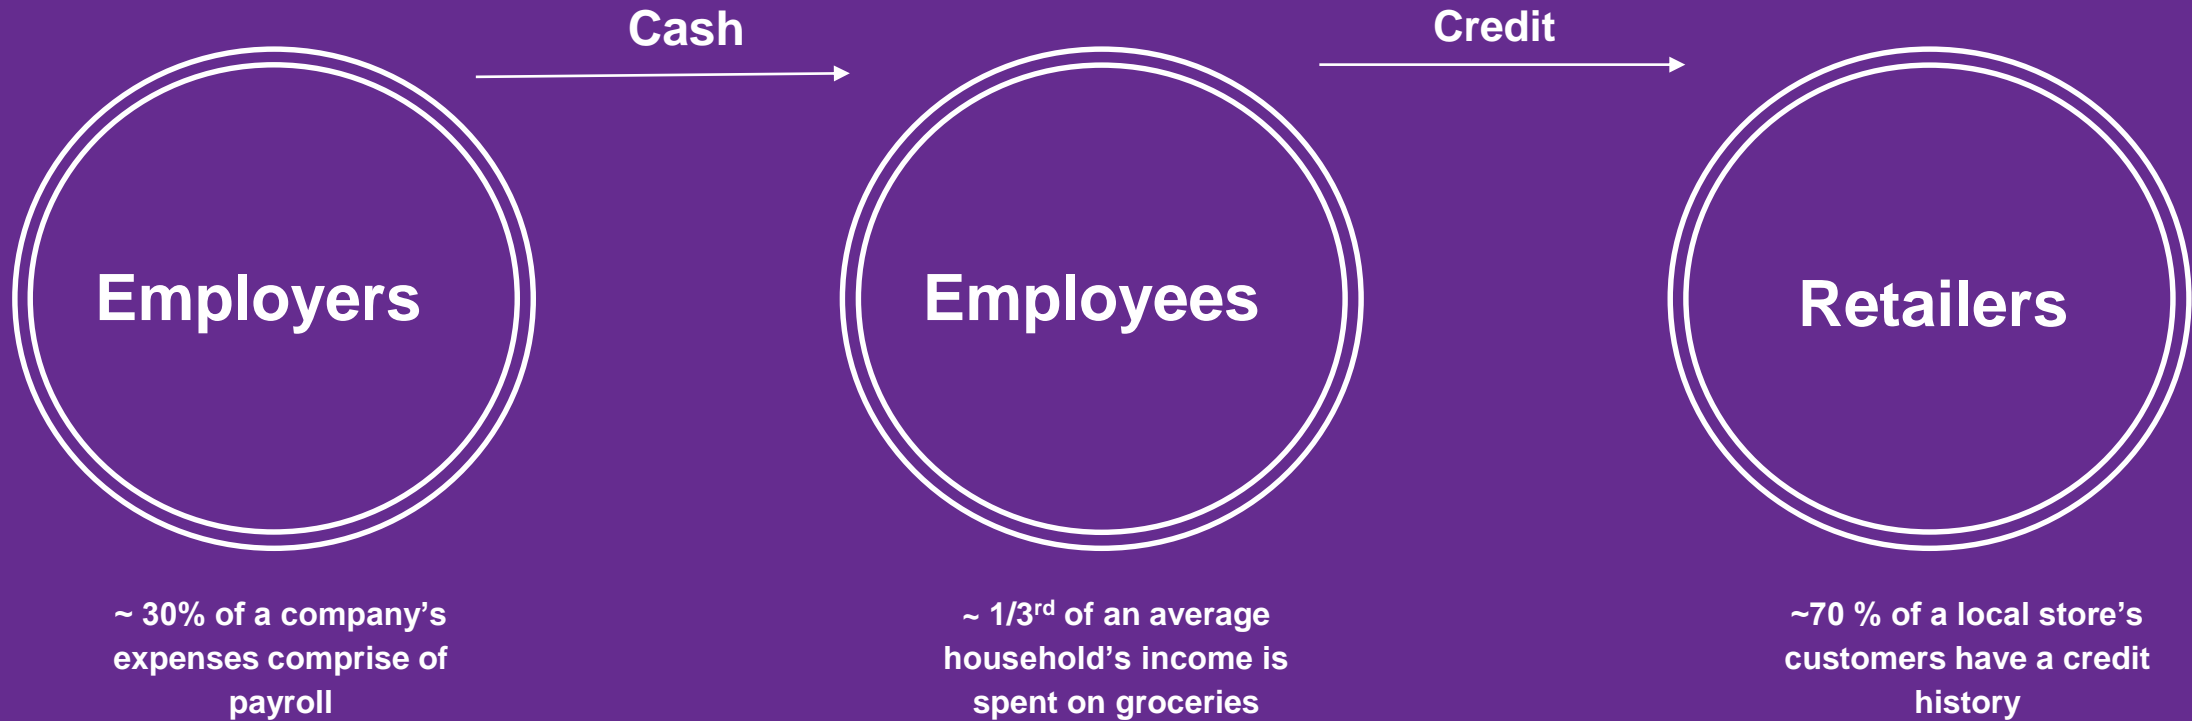 Cash
Credit
Employers
Employees
Retailers
~ 30% of a company’s
expenses comprise of
payroll
~ 1/3rd of an average
household’s income is
spent on groceries
~70 % of a local store’s
customers have a credit
history